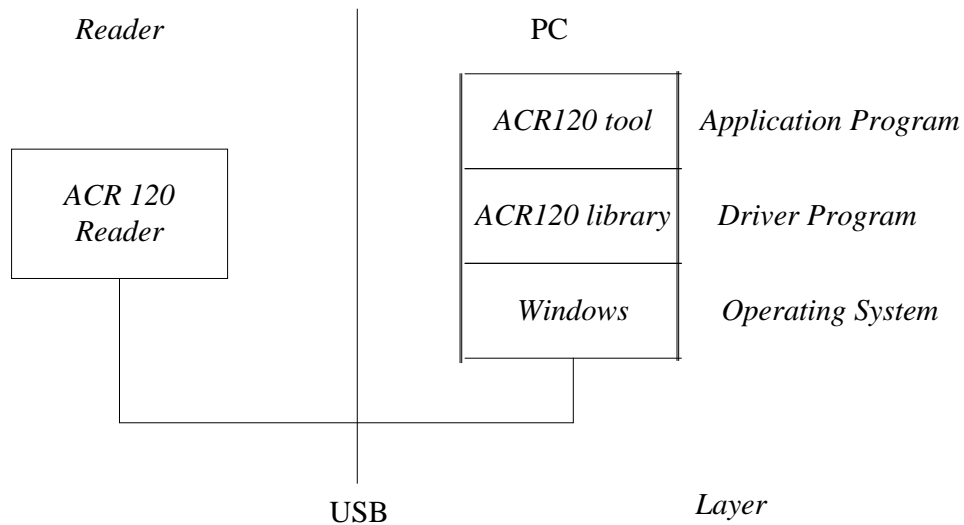 Reader
PC
ACR120 tool
Application Program
ACR 120
Reader
ACR120 library
Driver Program
Windows
Operating System
USB
Layer